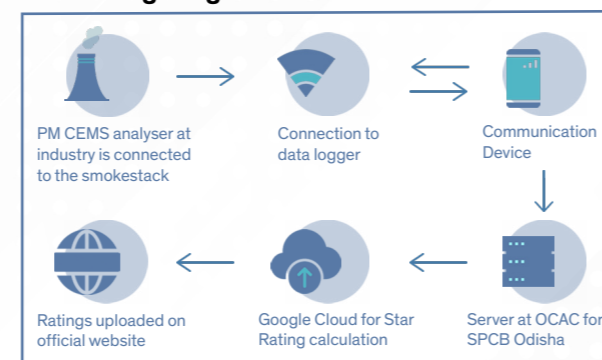 PM CEMS analyser at
industry is connected
to the smokestack
Connection to
data logger
Communication
Device
Ratings uploaded on
official website
Google Cloud for Star
Rating calculation
Server at OCAC for
SPCB Odisha